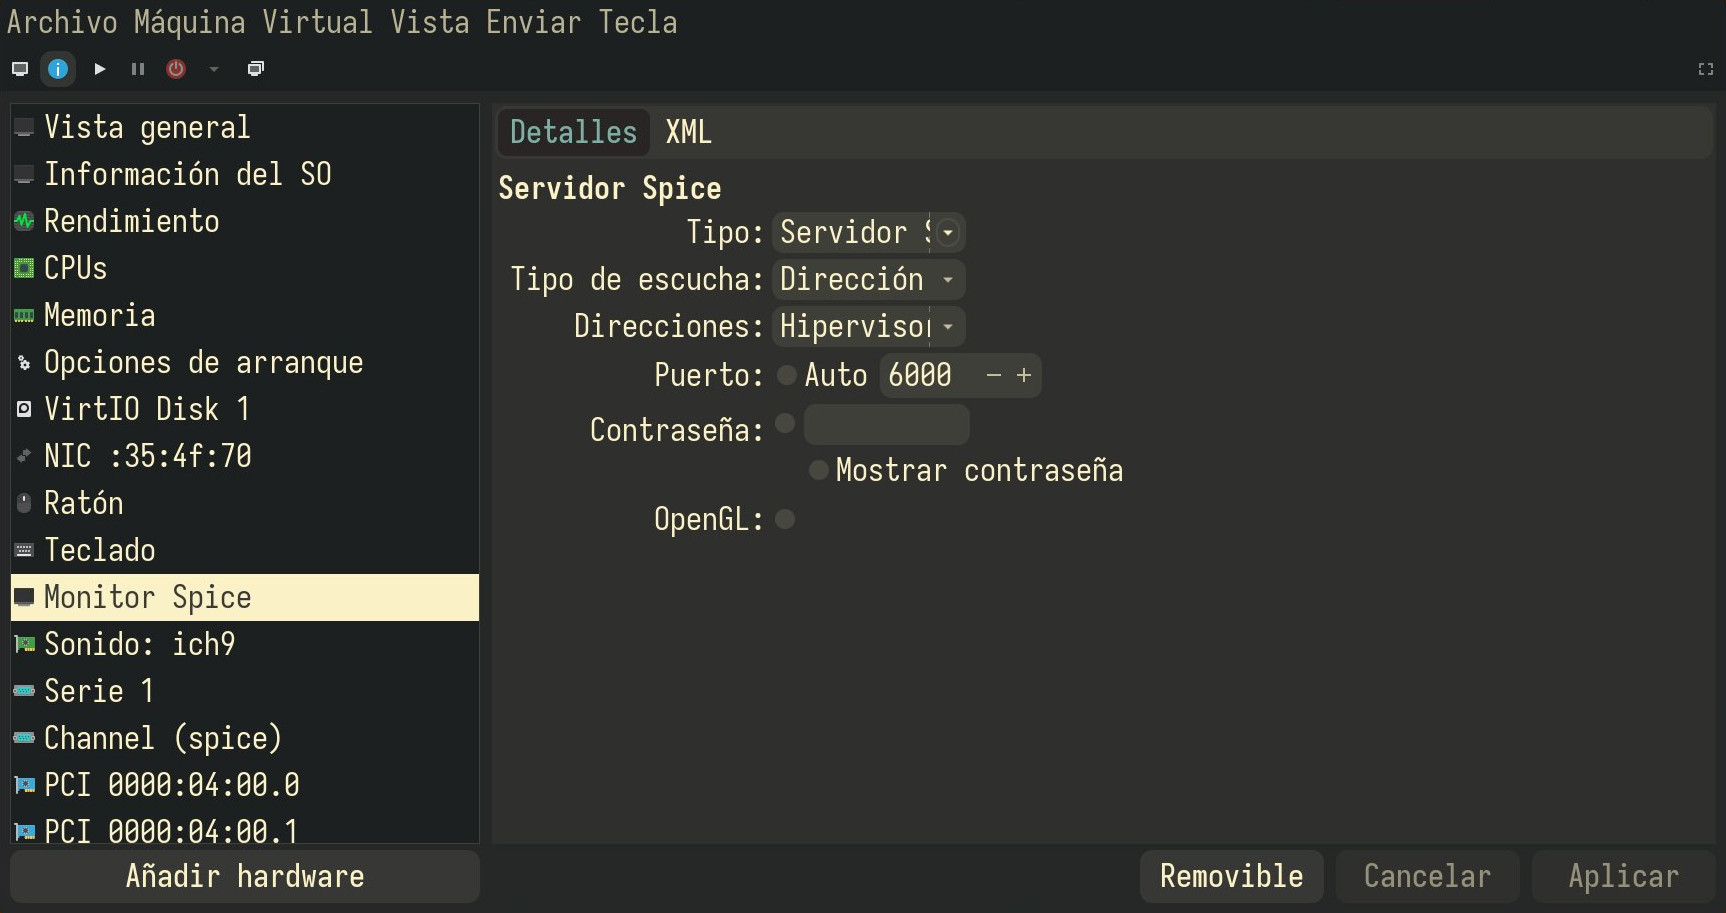 Archivo Máquina Virtual Vista Enviar Tecla
Vista general
Información del SO
Rendimiento
CPUs
Memoria
Opciones de arranque
VirtIO Disk 1
NIC :35:4f:70
Ratón
Teclado
Monitor Spice
Sonido: ich9
Serie 1
Channel (spice)
PCI 0000:04:00.0
PCI 0000:04:00.1
Añadir hardware
Detalles XML
Servidor Spice
Tipo: Servidor S
Tipo de escucha: Dirección
Direcciones: Hipervisor
Puerto: Auto 6000 − +
Contraseña:
Mostrar contraseña
OpenGL:
Removible Cancelar Aplicar